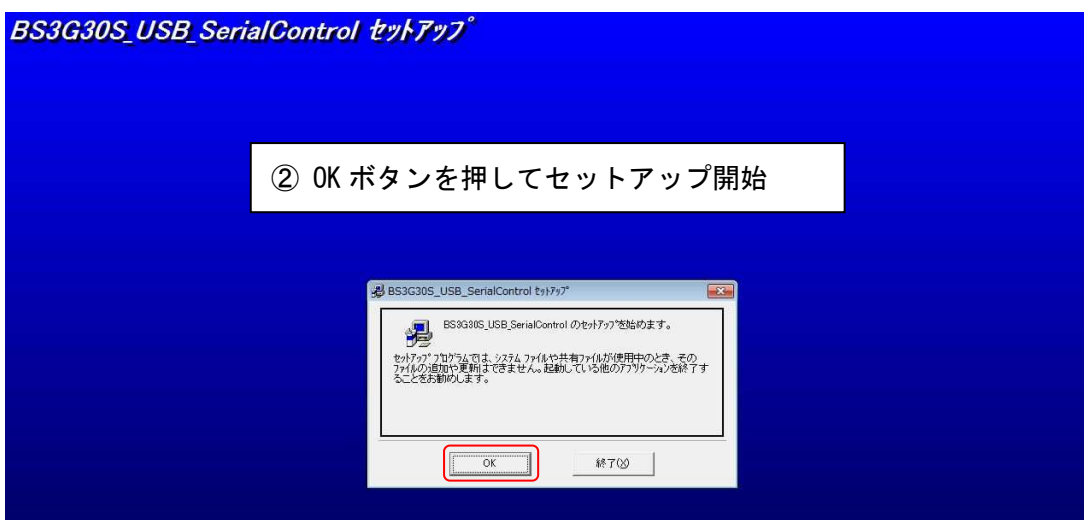 BS3G30S_USB_SerialControl ｾｯﾄｱｯﾌﾟ
② OK ボタンを押してセットアップ開始
BS3G30S_USB_SerialControl ｾｯﾄｱｯﾌﾟ
BS3G30S_USB_SerialControl のｾｯﾄｱｯﾌﾟを始めます。
ｾｯﾄｱｯﾌﾟ ﾌﾟﾛｸﾞﾗﾑでは、ｼｽﾃﾑ ﾌｧｲﾙや共有ﾌｧｲﾙが使用中のとき、その
ﾌｧｲﾙの追加や更新はできません。起動している他のｱﾌﾟﾘｹｰｼｮﾝを終了す
ることをお勧めします。
OK
終了(X)